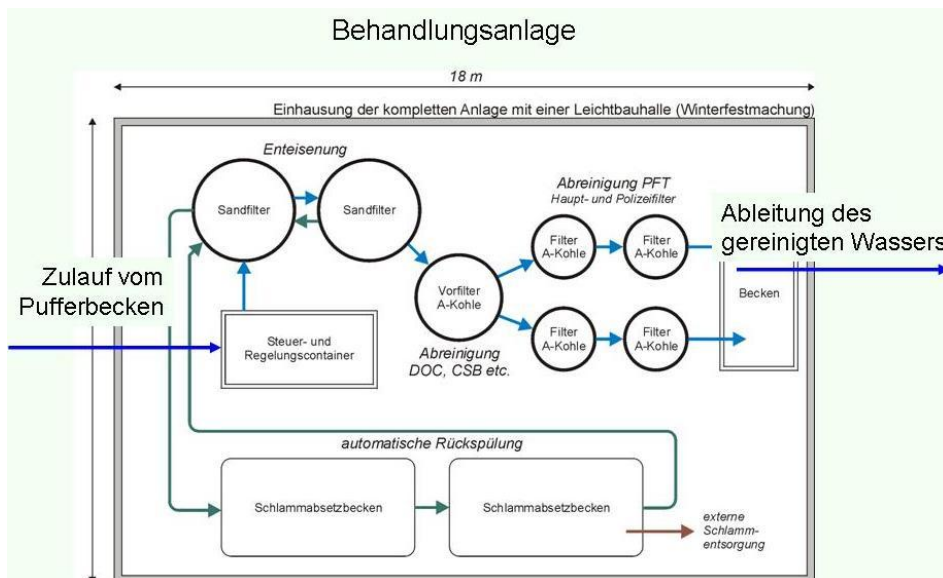 Behandlungsanlage
18 m
Einhausung der kompletten Anlage mit einer Leichtbauhalle (Winterfestmachung)
Enteisenung
Sandfilter
Sandfilter
Abreinigung PFT
Haupt- und Polizeifilter
Filter
A-Kohle
Filter
A-Kohle
Ableitung des
gereinigten Wassers
Zulauf vom
Pufferbecken
Vorfilter
A-Kohle
Becken
Steuer- und
Regelungscontainer
Filter
A-Kohle
Filter
A-Kohle
Abreinigung
DOC, CSB etc.
automatische Rückspülung
Schlammabsetzbecken
Schlammabsetzbecken
externe
Schlamm-
entsorgung